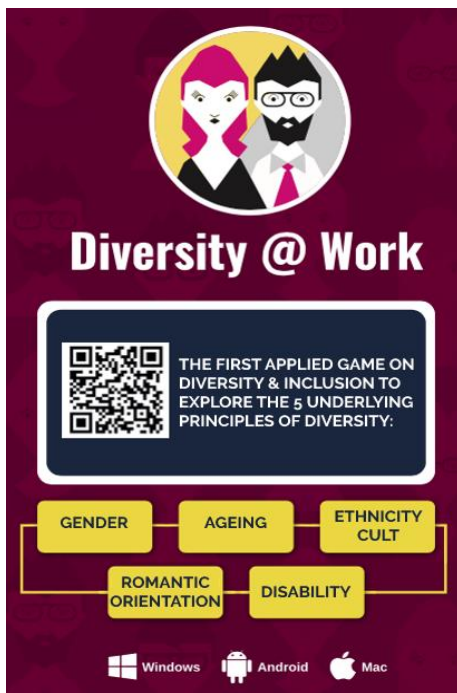 Diversity @ Work
THE FIRST APPLIED GAME ON
DIVERSITY & INCLUSION TO
EXPLORE THE 5 UNDERLYING
PRINCIPLES OF DIVERSITY:
GENDER
AGEING
ETHNICITY
CULT
ROMANTIC
ORIENTATION
DISABILITY
Windows
Android
Mac